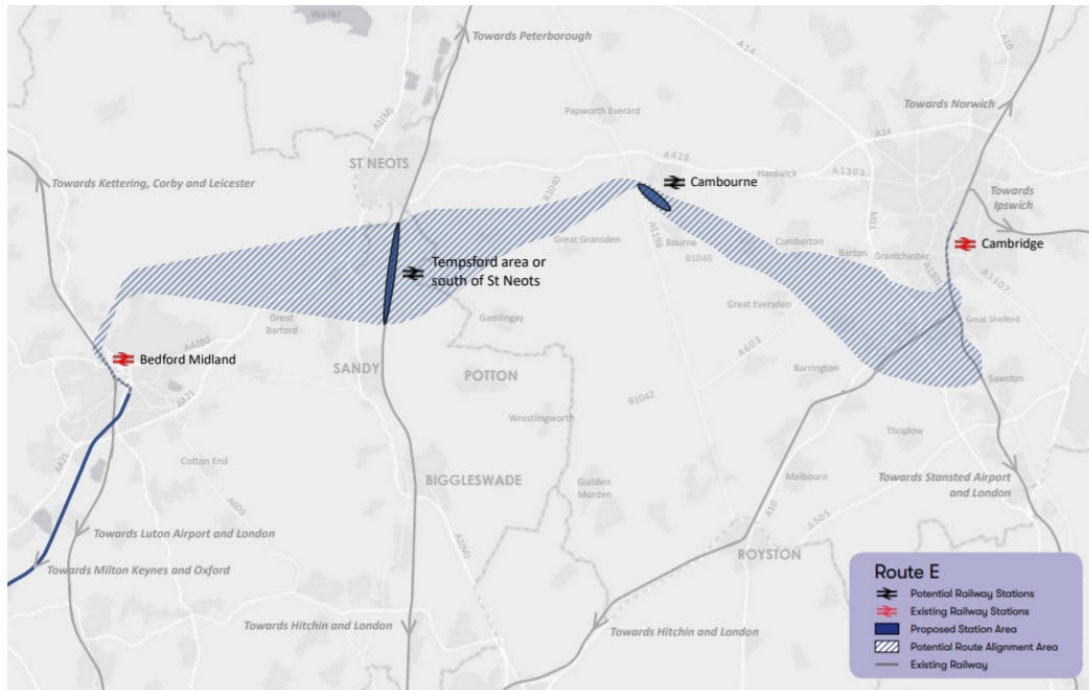 Water
Towards Peterborough
A14
A10
A1(M)
Papworth Everard
Towards Norwich
A14
ST NEOTS
A428
Hardwick
A1303
Towards Kettering, Corby and Leicester
B1040
Cambourne
Towards
Ipswich
M11
A1198
Great Gransden
Bourne
Comberton
Barton
Grantchester
Cambridge
B1046
A1301
A1307
Tempsford area or
south of St Neots
Great Eversden
Great
Barford
Gamlingay
Great Shelford
A4280
Bedford Midland
A603
SANDY
POTTON
Barrington
Sawston
A421
B1042
Wrestlingworth
Thriplow
A421
Cotton End
BIGGLESWADE
Guilden
Morden
Melbourn
Towards Stansted Airport
and London
A600
A10
A505
Towards Luton Airport and London
A1(M)
ROYSTON
Towards Milton Keynes and Oxford
Towards Hitchin and London
Towards Hitchin and London
Route E
Potential Railway Stations
Existing Railway Stations
Proposed Station Area
Potential Route Alignment Area
Existing Railway